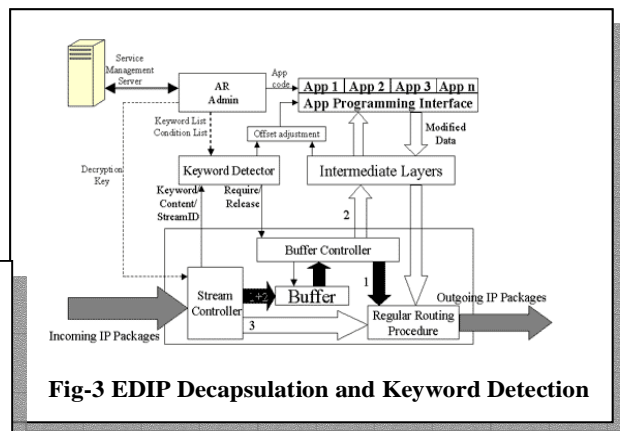 Service
Management
Server
AR
Admin
App
code
App 1 App 2 App 3 App n
App Programming Interface
Keyword List
Condition List
Offset adjustment
Modified
Data
Decryption
Key
Keyword Detector
Intermediate Layers
Keyword/
Content/
StreamID
Require/
Release
2
Buffer Controller
1
Stream
Controller
1+2
Buffer
3
Regular Routing
Procedure
Outgoing IP Packages
Incoming IP Packages
Fig-3 EDIP Decapsulation and Keyword Detection